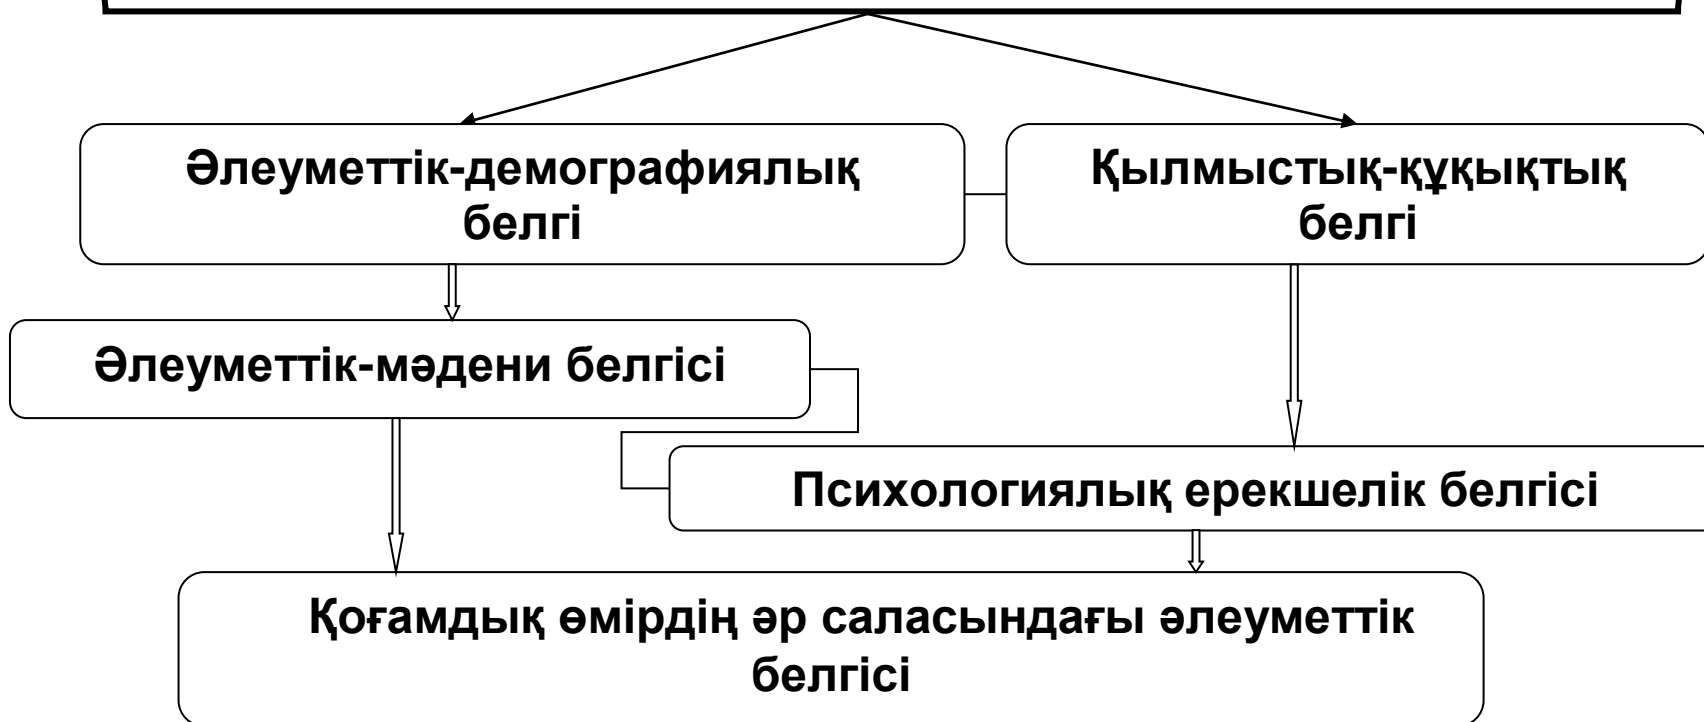 Әлеуметтік-демографиялық
белгі
Қылмыстық-құқықтық
белгі
Әлеуметтік-мәдени белгісі
Психологиялық ерекшелік белгісі
Қоғамдық өмірдің әр саласындағы әлеуметтік
белгісі